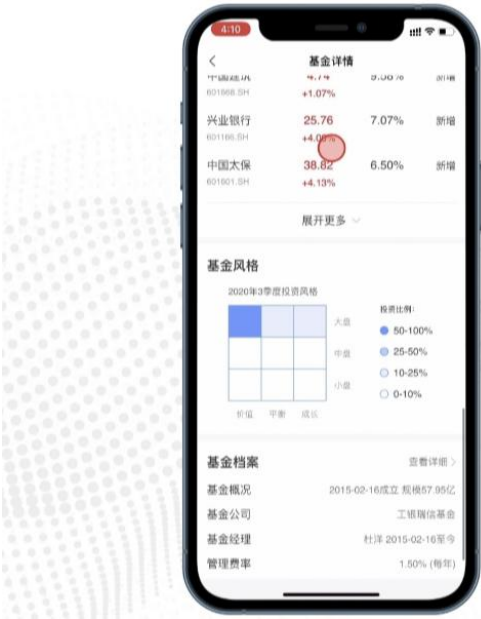 4:10
基金详情
601668.SH +1.07%
兴业银行 25.76 7.07% 新增
601166.SH
中国太保 38.82 6.50% 新增
601601.SH +4.13%
展开更多
基金风格
2020年3季度投资风格
大盘
中盘
小盘
价值 平衡 成长
投资比例:
50-100%
25-50%
10-25%
0-10%
基金档案 查看详细
基金概况 2015-02-16成立 规模57.95亿
基金公司 工银瑞信基金
基金经理 杜洋 2015-02-16至今
管理费率 1.50% (每年)